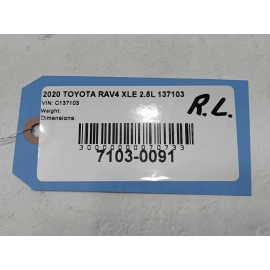 2020 TOYOTA RAV4 XLE 2.5L 137103
VIN: C137103
Weight:
Dimensions:
R.L.
3000000070733
7103-0091